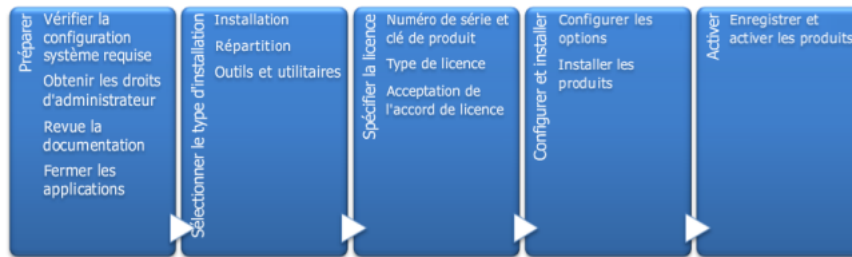 Préparer
Vérifier la
configuration
système requise
Obtenir les droits
d'administrateur
Revue la
documentation
Fermer les
applications
Sélectionner le type d'installation
Installation
Répartition
Outils et utilitaires
Spécifier la licence
Numéro de série et
clé de produit
Type de licence
Acceptation de
l'accord de licence
Configurer et installer
Configurer les
options
Installer les
produits
Activer
Enregistrer et
activer les produits